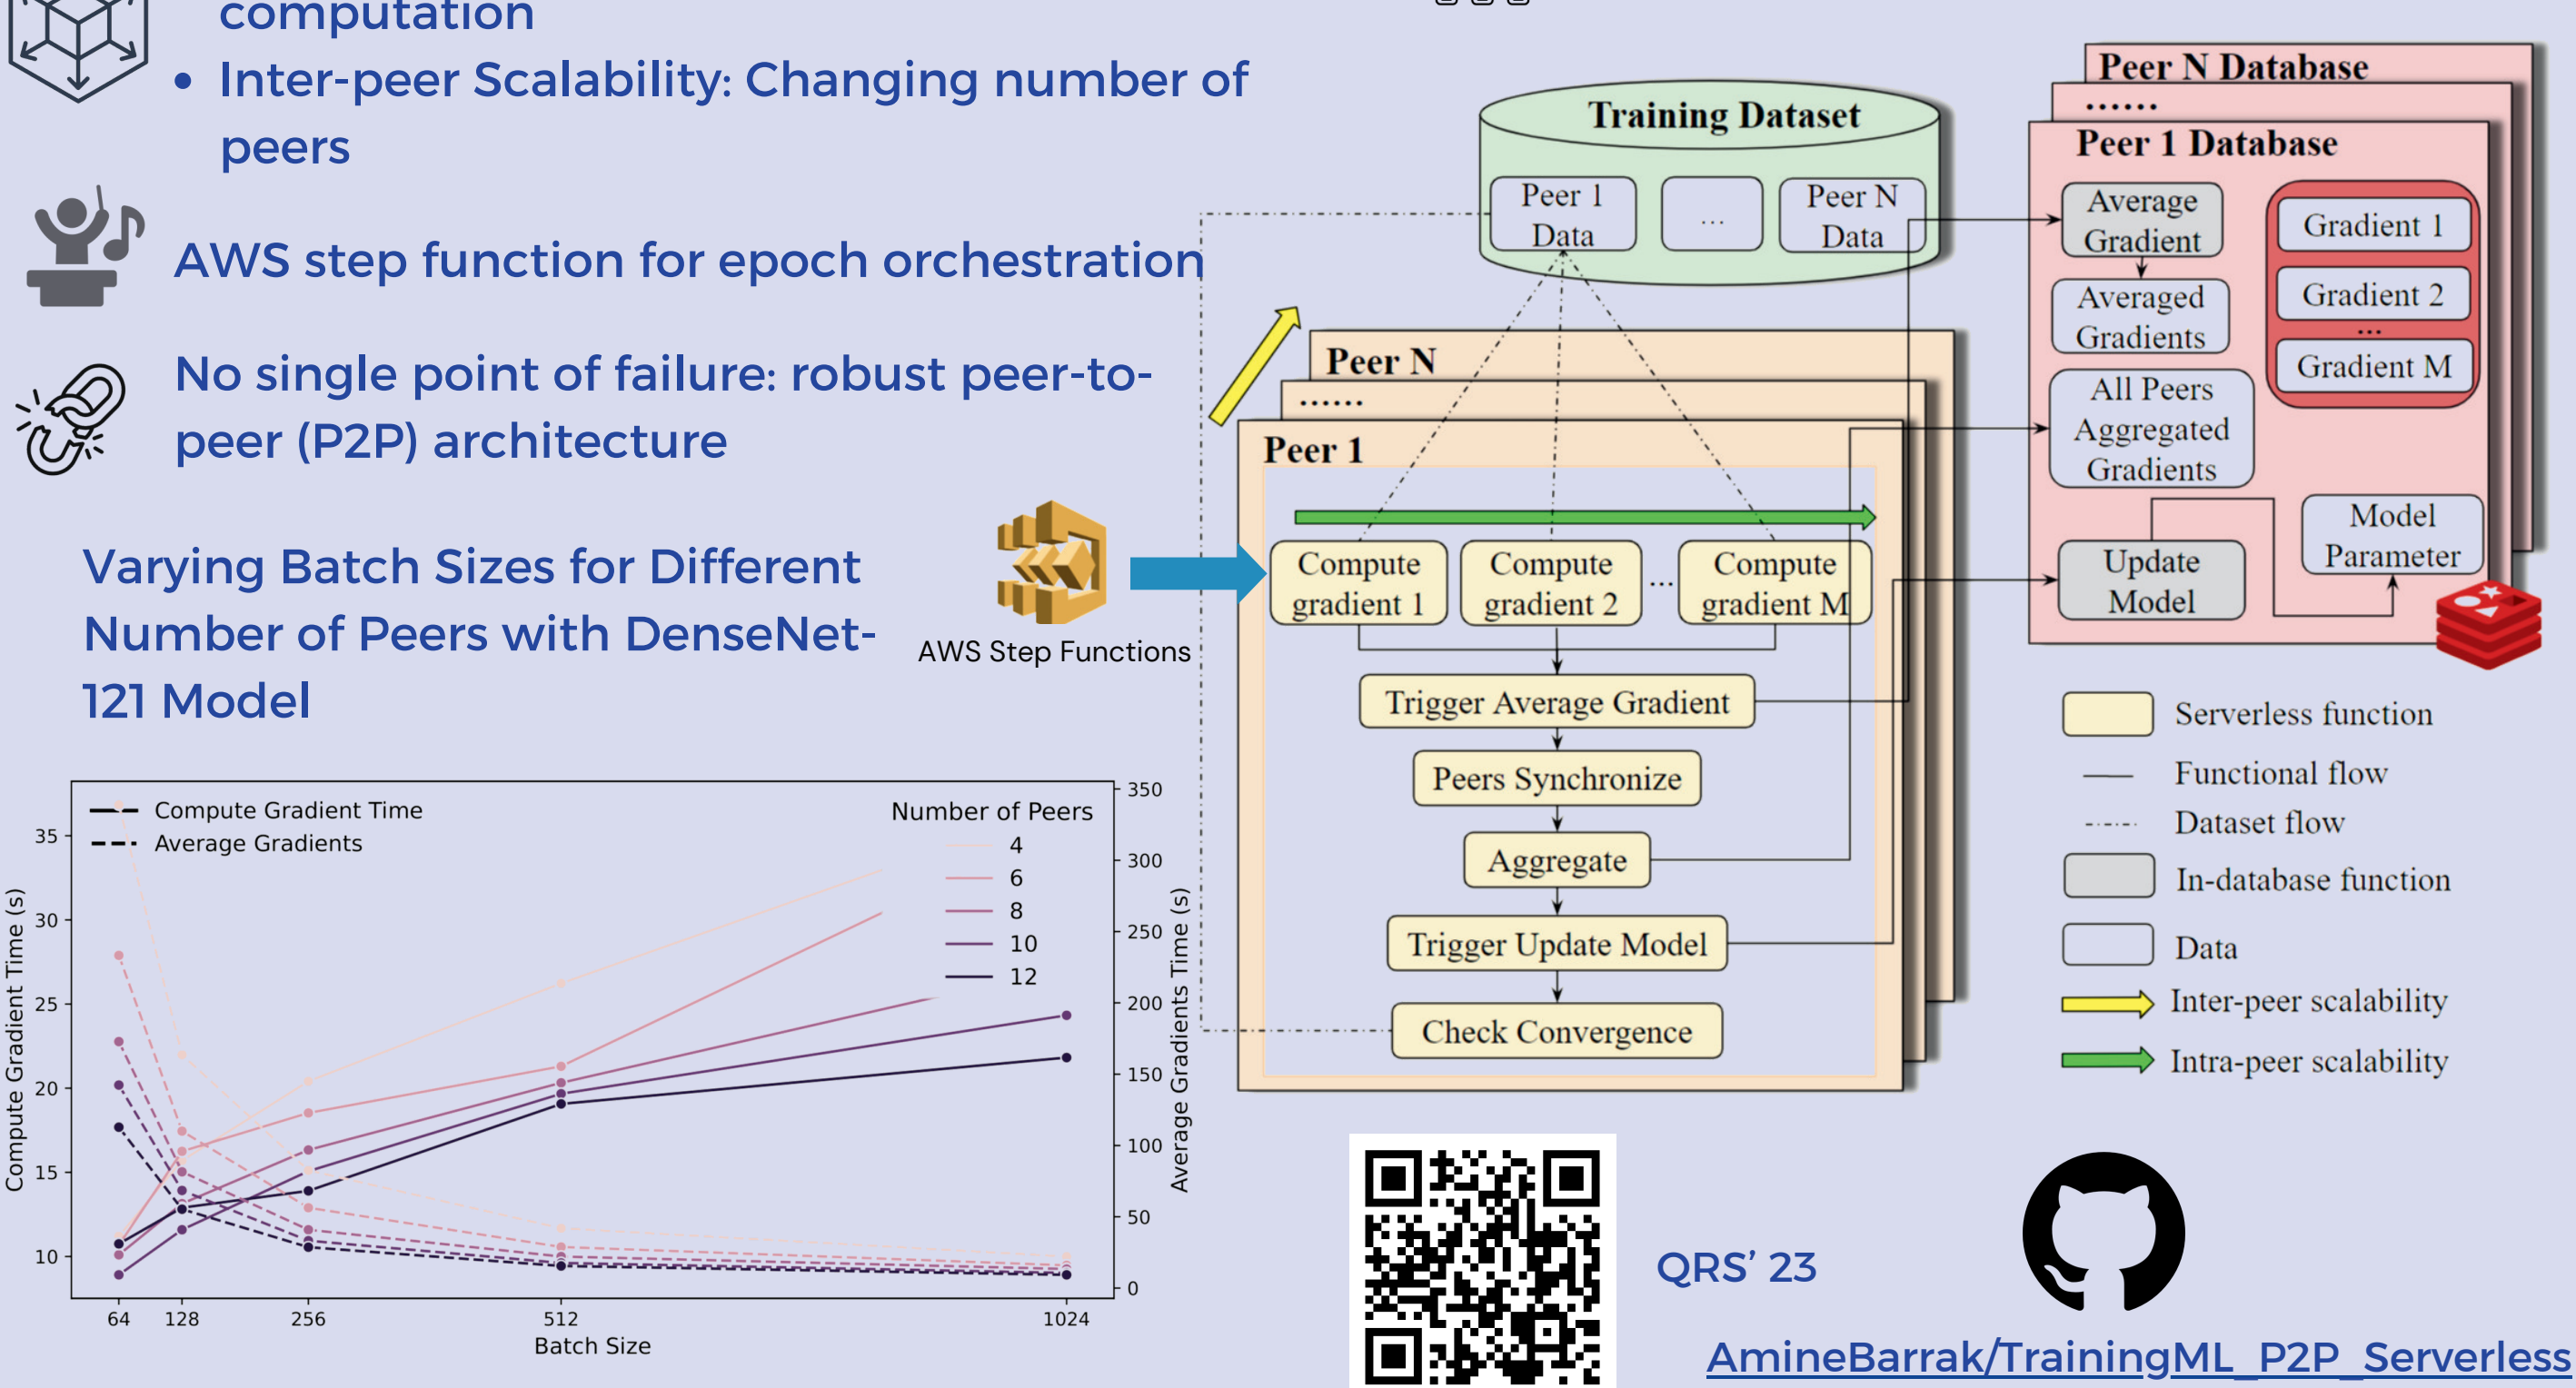 computation
• Inter-peer Scalability: Changing number of
peers
AWS step function for epoch orchestration
No single point of failure: robust peer-to-
peer (P2P) architecture
Varying Batch Sizes for Different
Number of Peers with DenseNet-
121 Model
AWS Step Functions
Compute Gradient Time
Average Gradients
Number of Peers
4
6
8
10
12
Compute Gradient Time (s)
35
30
25
20
15
10
350
300
250
200
150
100
50
0
Average Gradients Time (s)
64 128 256 512 1024
Batch Size
Training Dataset
Peer 1
Data
...
Peer N
Data
Peer N
......
Peer 1
Compute
gradient 1
Compute
gradient 2
...
Compute
gradient M
Trigger Average Gradient
Peers Synchronize
Aggregate
Trigger Update Model
Check Convergence
Peer N Database
......
Peer 1 Database
Average
Gradient
Averaged
Gradients
All Peers
Aggregated
Gradients
Gradient 1
Gradient 2
...
Gradient M
Update
Model
Model
Parameter
Serverless function
Functional flow
Dataset flow
In-database function
Data
Inter-peer scalability
Intra-peer scalability
QRS’ 23
AmineBarrak/TrainingML_P2P_Serverless